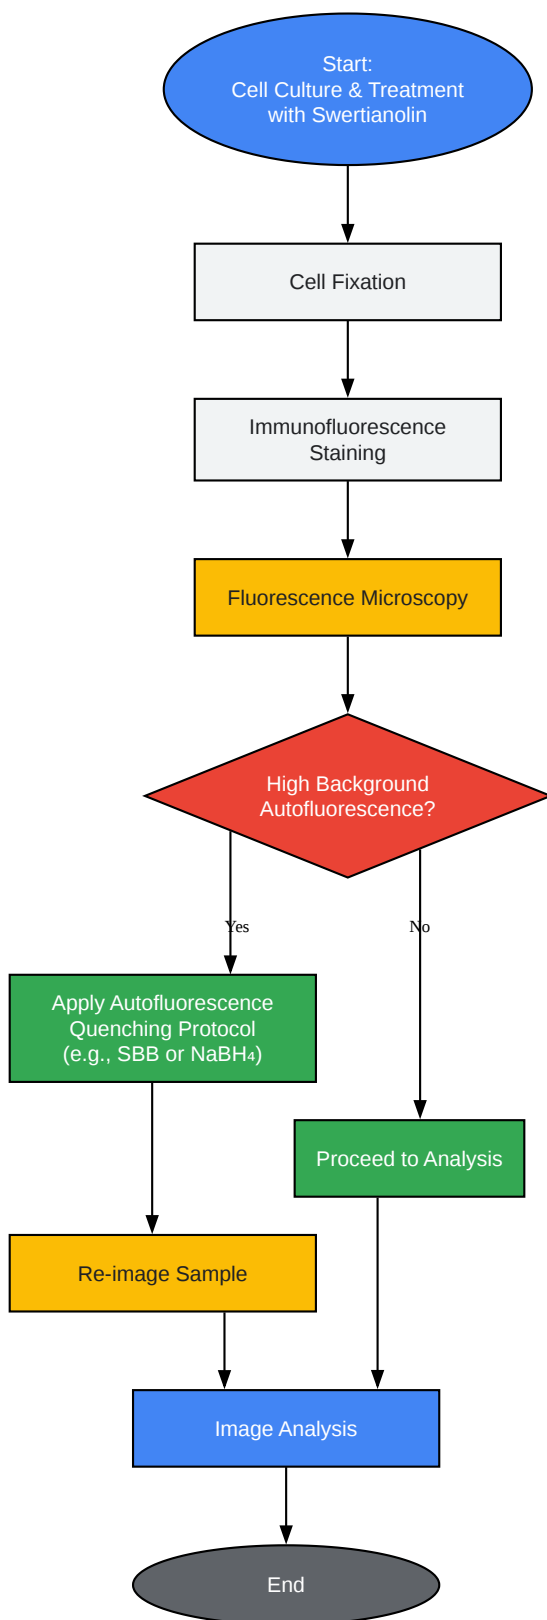 Start:
Cell Culture & Treatment
with Swertianolin
Cell Fixation
Immunofluorescence
Staining
Fluorescence Microscopy
High Background
Autofluorescence?
Yes
No
Apply Autofluorescence
Quenching Protocol
(e.g., SBB or NaBH₄)
Proceed to Analysis
Re-image Sample
Image Analysis
End